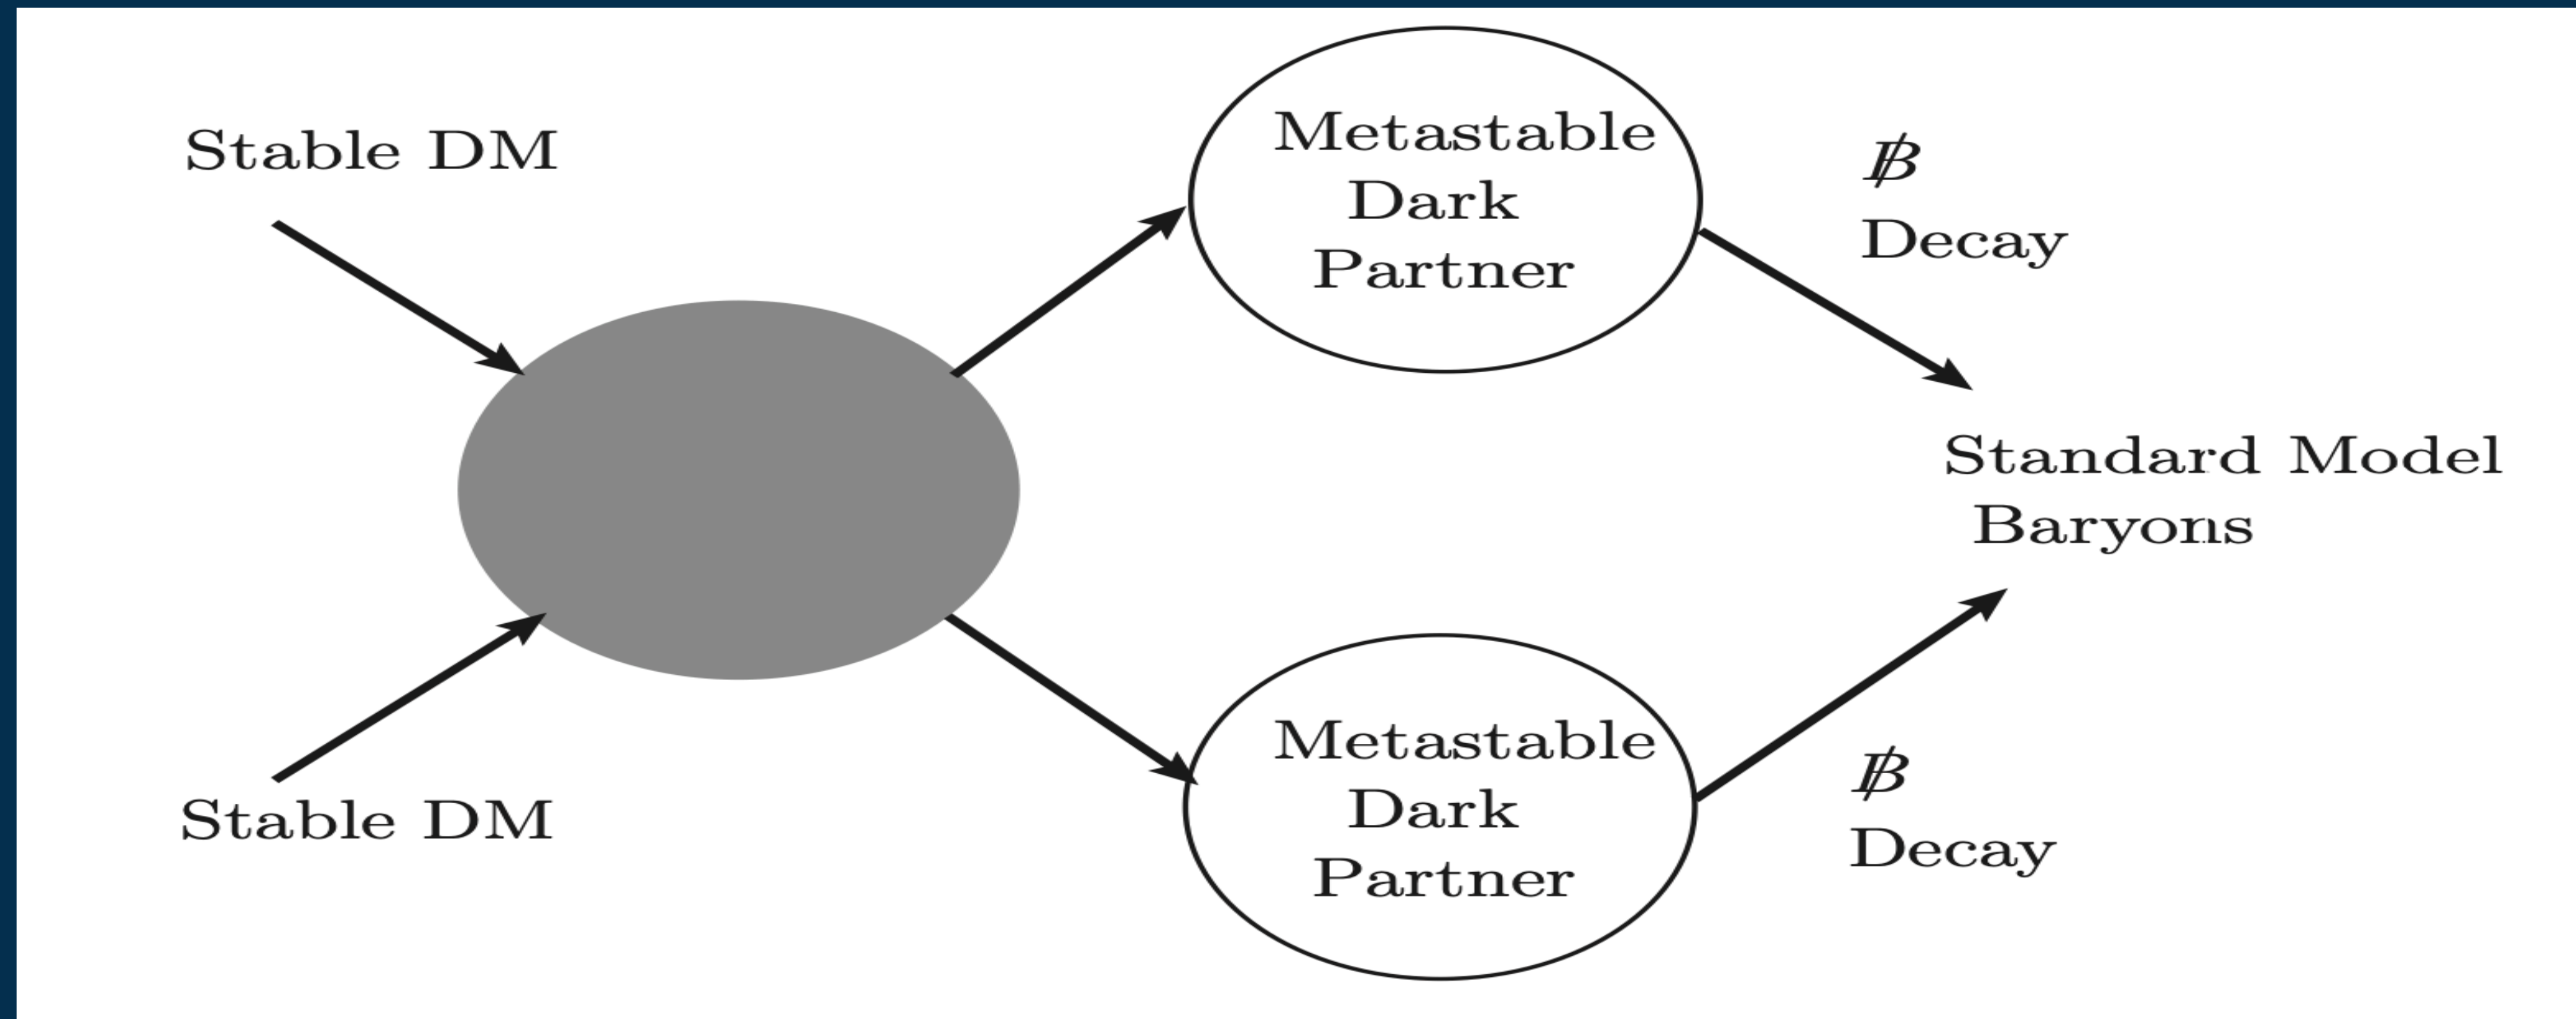 Stable DM
Metastable
Dark
Partner
B̸
Decay
Standard Model
Baryons
Stable DM
Metastable
Dark
Partner
B̸
Decay